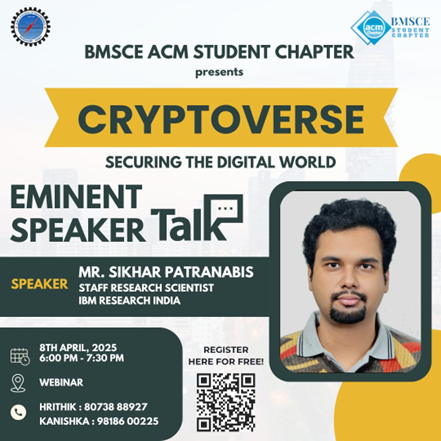 acm
BMSCE
STUDENT
CHAPTER
BMSCE ACM STUDENT CHAPTER
presents
CRYPTOVERSE
SECURING THE DIGITAL WORLD
EMINENT
SPEAKER Talk
SPEAKER
MR. SIKHAR PATRANABIS
STAFF RESEARCH SCIENTIST
IBM RESEARCH INDIA
8TH APRIL, 2025
6:00 PM - 7:30 PM
WEBINAR
HRITHIK : 80738 88927
KANISHKA : 98186 00225
REGISTER
HERE FOR FREE!